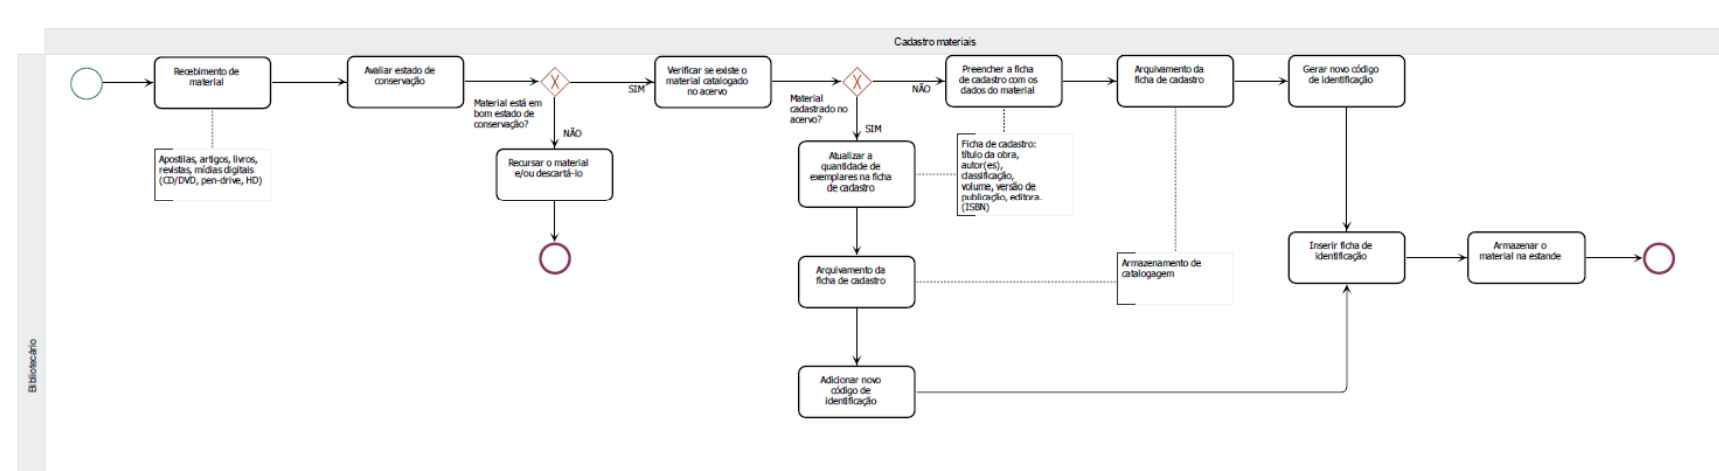 Cadastro materiais
Bibliotecário
Recebimento de
material
Apostilas, artigos, livros,
revistas, mídias digitais
(CD/DVD, pen-drive, HD)
Avaliar estado de
conservação
X
Material está em
bom estado de
conservação?
SIM
NÃO
Recursar o material
e/ou descartá-lo
Verificar se existe o
material catalogado
no acervo
X
Material
cadastrado no
acervo?
NÃO
SIM
Preencher a ficha
de cadastro com os
dados do material
Ficha de cadastro:
título da obra,
autor(es),
classificação,
volume, versão de
publicação, editora.
(ISBN)
Arquivamento da
ficha de cadastro
Gerar novo código
de identificação
Atualizar a
quantidade de
exemplares na ficha
de cadastro
Arquivamento da
ficha de cadastro
Armazenamento de
catalogagem
Adicionar novo
código de
identificação
Inserir ficha de
identificação
Armazenar o
material na estande